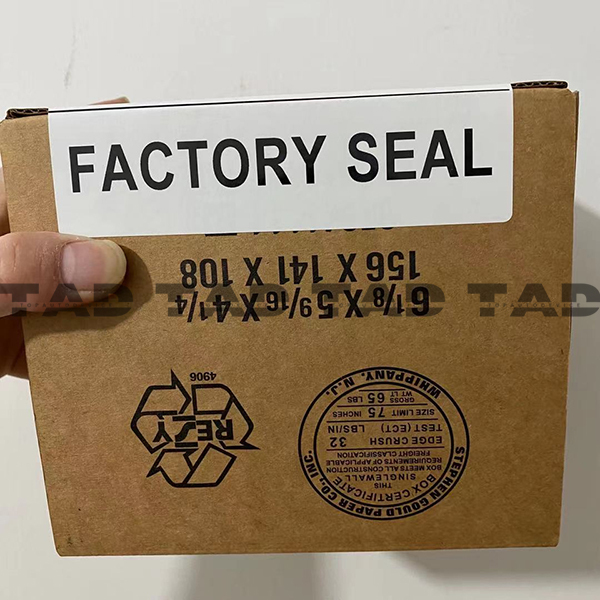 FACTORY SEAL
156 X 141 X 108
6 1/8 X 5 9/16 X 4 1/4
TAD TAD TAD TAD
4906
RESY
WHIPPANY, N.J.
GROSS WT LT 65 LBS
SIZE LIMIT 75 INCHES
TEST (ECT) LBS/IN
EDGE CRUSH 32
FREIGHT CLASSIFICATION
REQUIREMENTS OF APPLICABLE
BOX MEETS ALL CONSTRUCTION
SINGLEWALL
THIS
BOX CERTIFICATE
STEPHEN GOULD PAPER CO., INC.